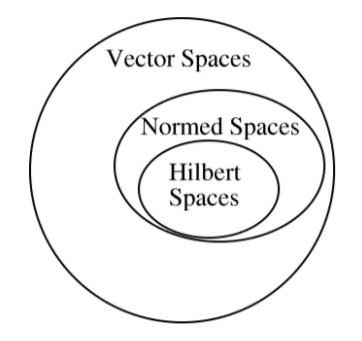 Vector Spaces
Normed Spaces
Hilbert
Spaces